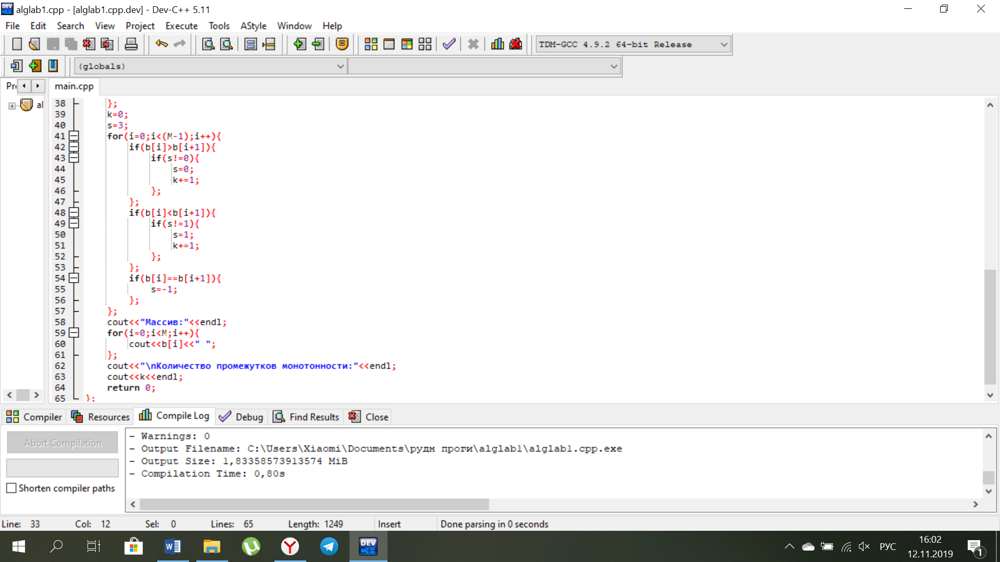 alglab1.cpp - [alglab1.cpp.dev] - Dev-C++ 5.11
File Edit Search View Project Execute Tools AStyle Window Help
TDM-GCC 4.9.2 64-bit Release
(globals)
main.cpp
38 };
39 k=0;
40 s=3;
41 for(i=0;i<(M-1);i++){
42 if(b[i]>b[i+1]){
43 if(s!=0){
44 s=0;
45 k+=1;
46 };
47 };
48 if(b[i]<b[i+1]){
49 if(s!=1){
50 s=1;
51 k+=1;
52 };
53 };
54 if(b[i]==b[i+1]){
55 s=-1;
56 };
57 };
58 cout<<"Массив:"<<endl;
59 for(i=0;i<M;i++){
60 cout<<b[i]<<" ";
61 };
62 cout<<"\nКоличество промежутков монотонности:"<<endl;
63 cout<<k<<endl;
64 return 0;
65 };
Compiler Resources Compile Log Debug Find Results Close
Abort Compilation
Shorten compiler paths
- Warnings: 0
- Output Filename: C:\Users\Xiaomi\Documents\рудн проги\alglab1\alglab1.cpp.exe
- Output Size: 1,83358573913574 MiB
- Compilation Time: 0,80s
Line: 33 Col: 12 Sel: 0 Lines: 65 Length: 1249 Insert Done parsing in 0 seconds
DEV C++
РУС
16:02
12.11.2019
1